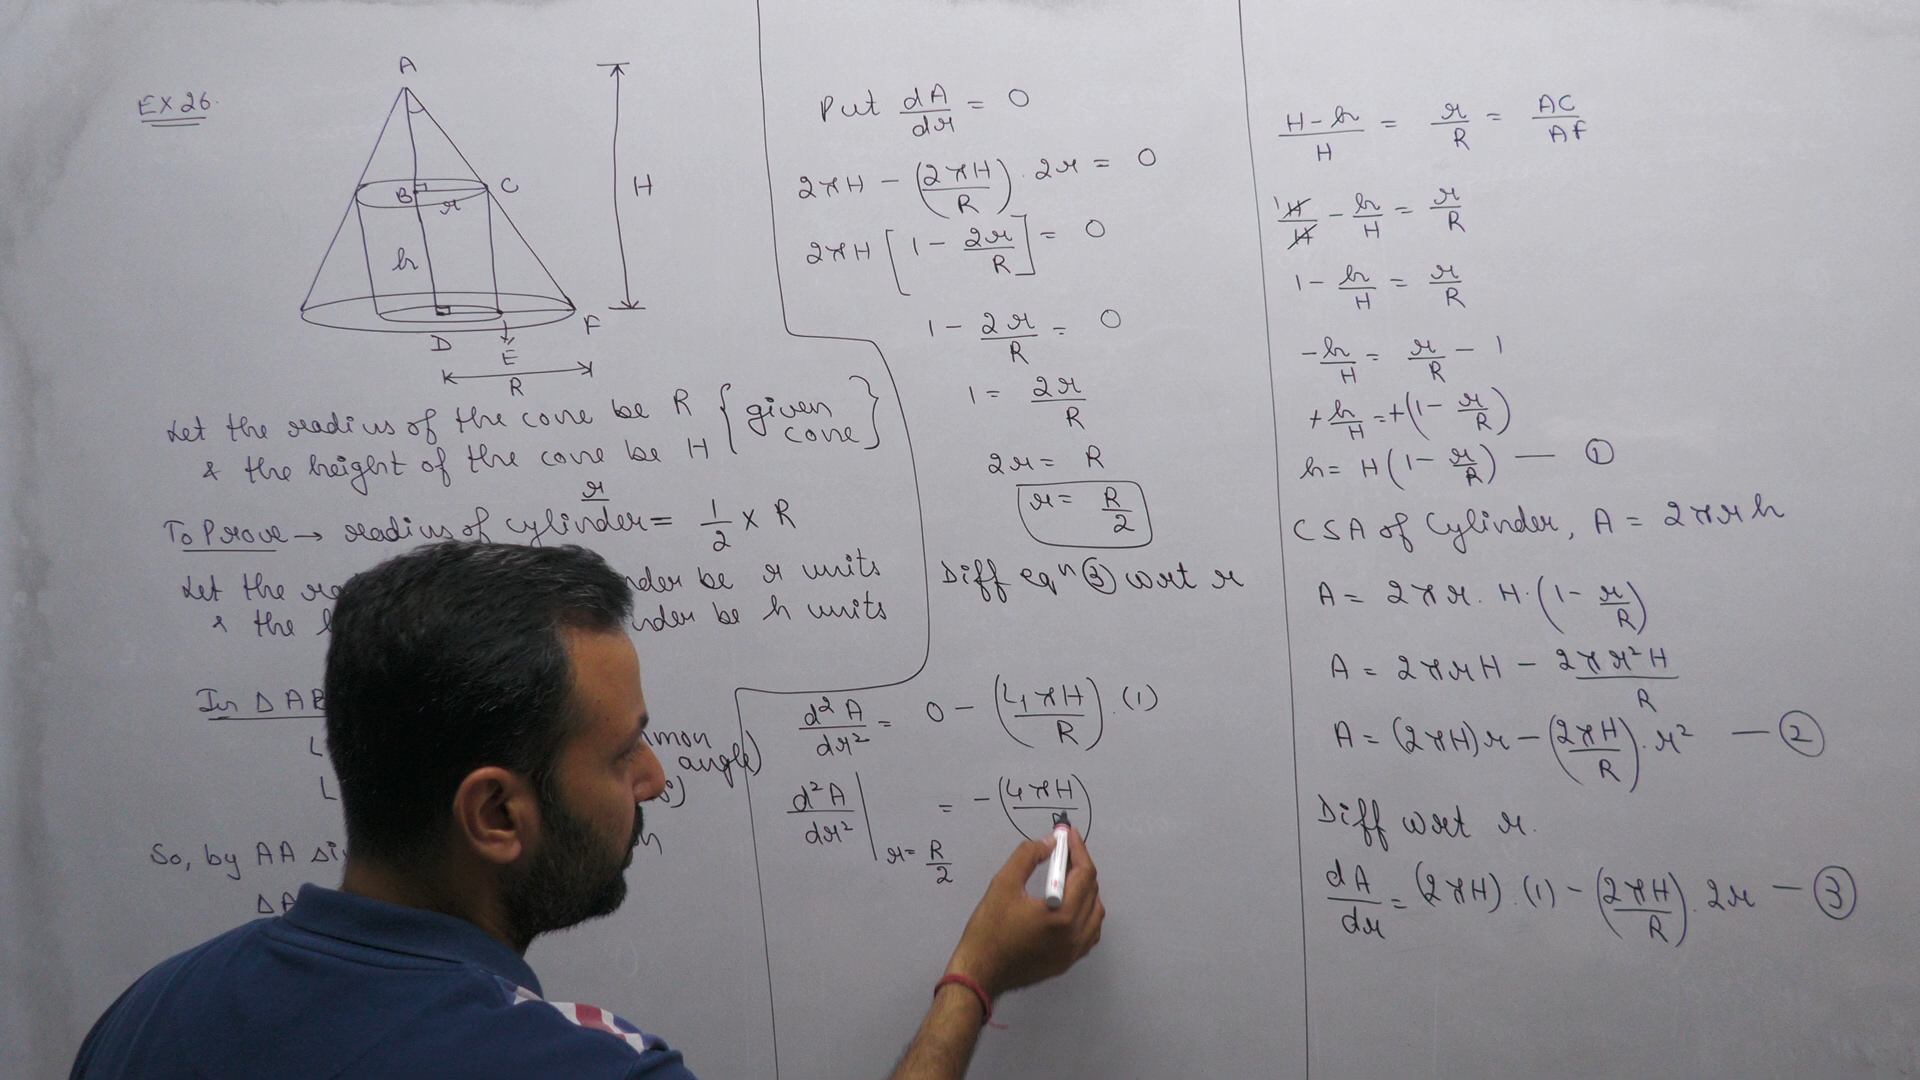 EX 26.
A
B
C
r
h
H
D
E
F
R
Let the radius of the cone be R {given
& the height of the cone be H cone}
r
To Prove → radius of cylinder = 1/2 × R
Let the be r units
& the be h units
In Δ AB
mmon
angle)
So, by AA
ΔA
H - h/H = r/R = AC/AF
H/H - h/H = r/R
1 - h/H = r/R
-h/H = r/R - 1
+h/H = +(1 - r/R)
h = H(1 - r/R) — ①
CSA of Cylinder, A = 2πrh
A = 2πr. H. (1 - r/R)
A = 2πrH - 2πr²H/R
A = (2πH)r - (2πH/R).r² — ②
Diff wrt r.
dA/dr = (2πH).(1) - (2πH/R). 2r — ③
Put dA/dr = 0
2πH - (2πH/R). 2r = 0
2πH [1 - 2r/R] = 0
1 - 2r/R = 0
1 = 2r/R
2r = R
r = R/2
Diff eqⁿ ③ wrt r
d²A/dr² = 0 - (4πH/R).(1)
d²A/dr² | r = R/2 = -(4πH/R)